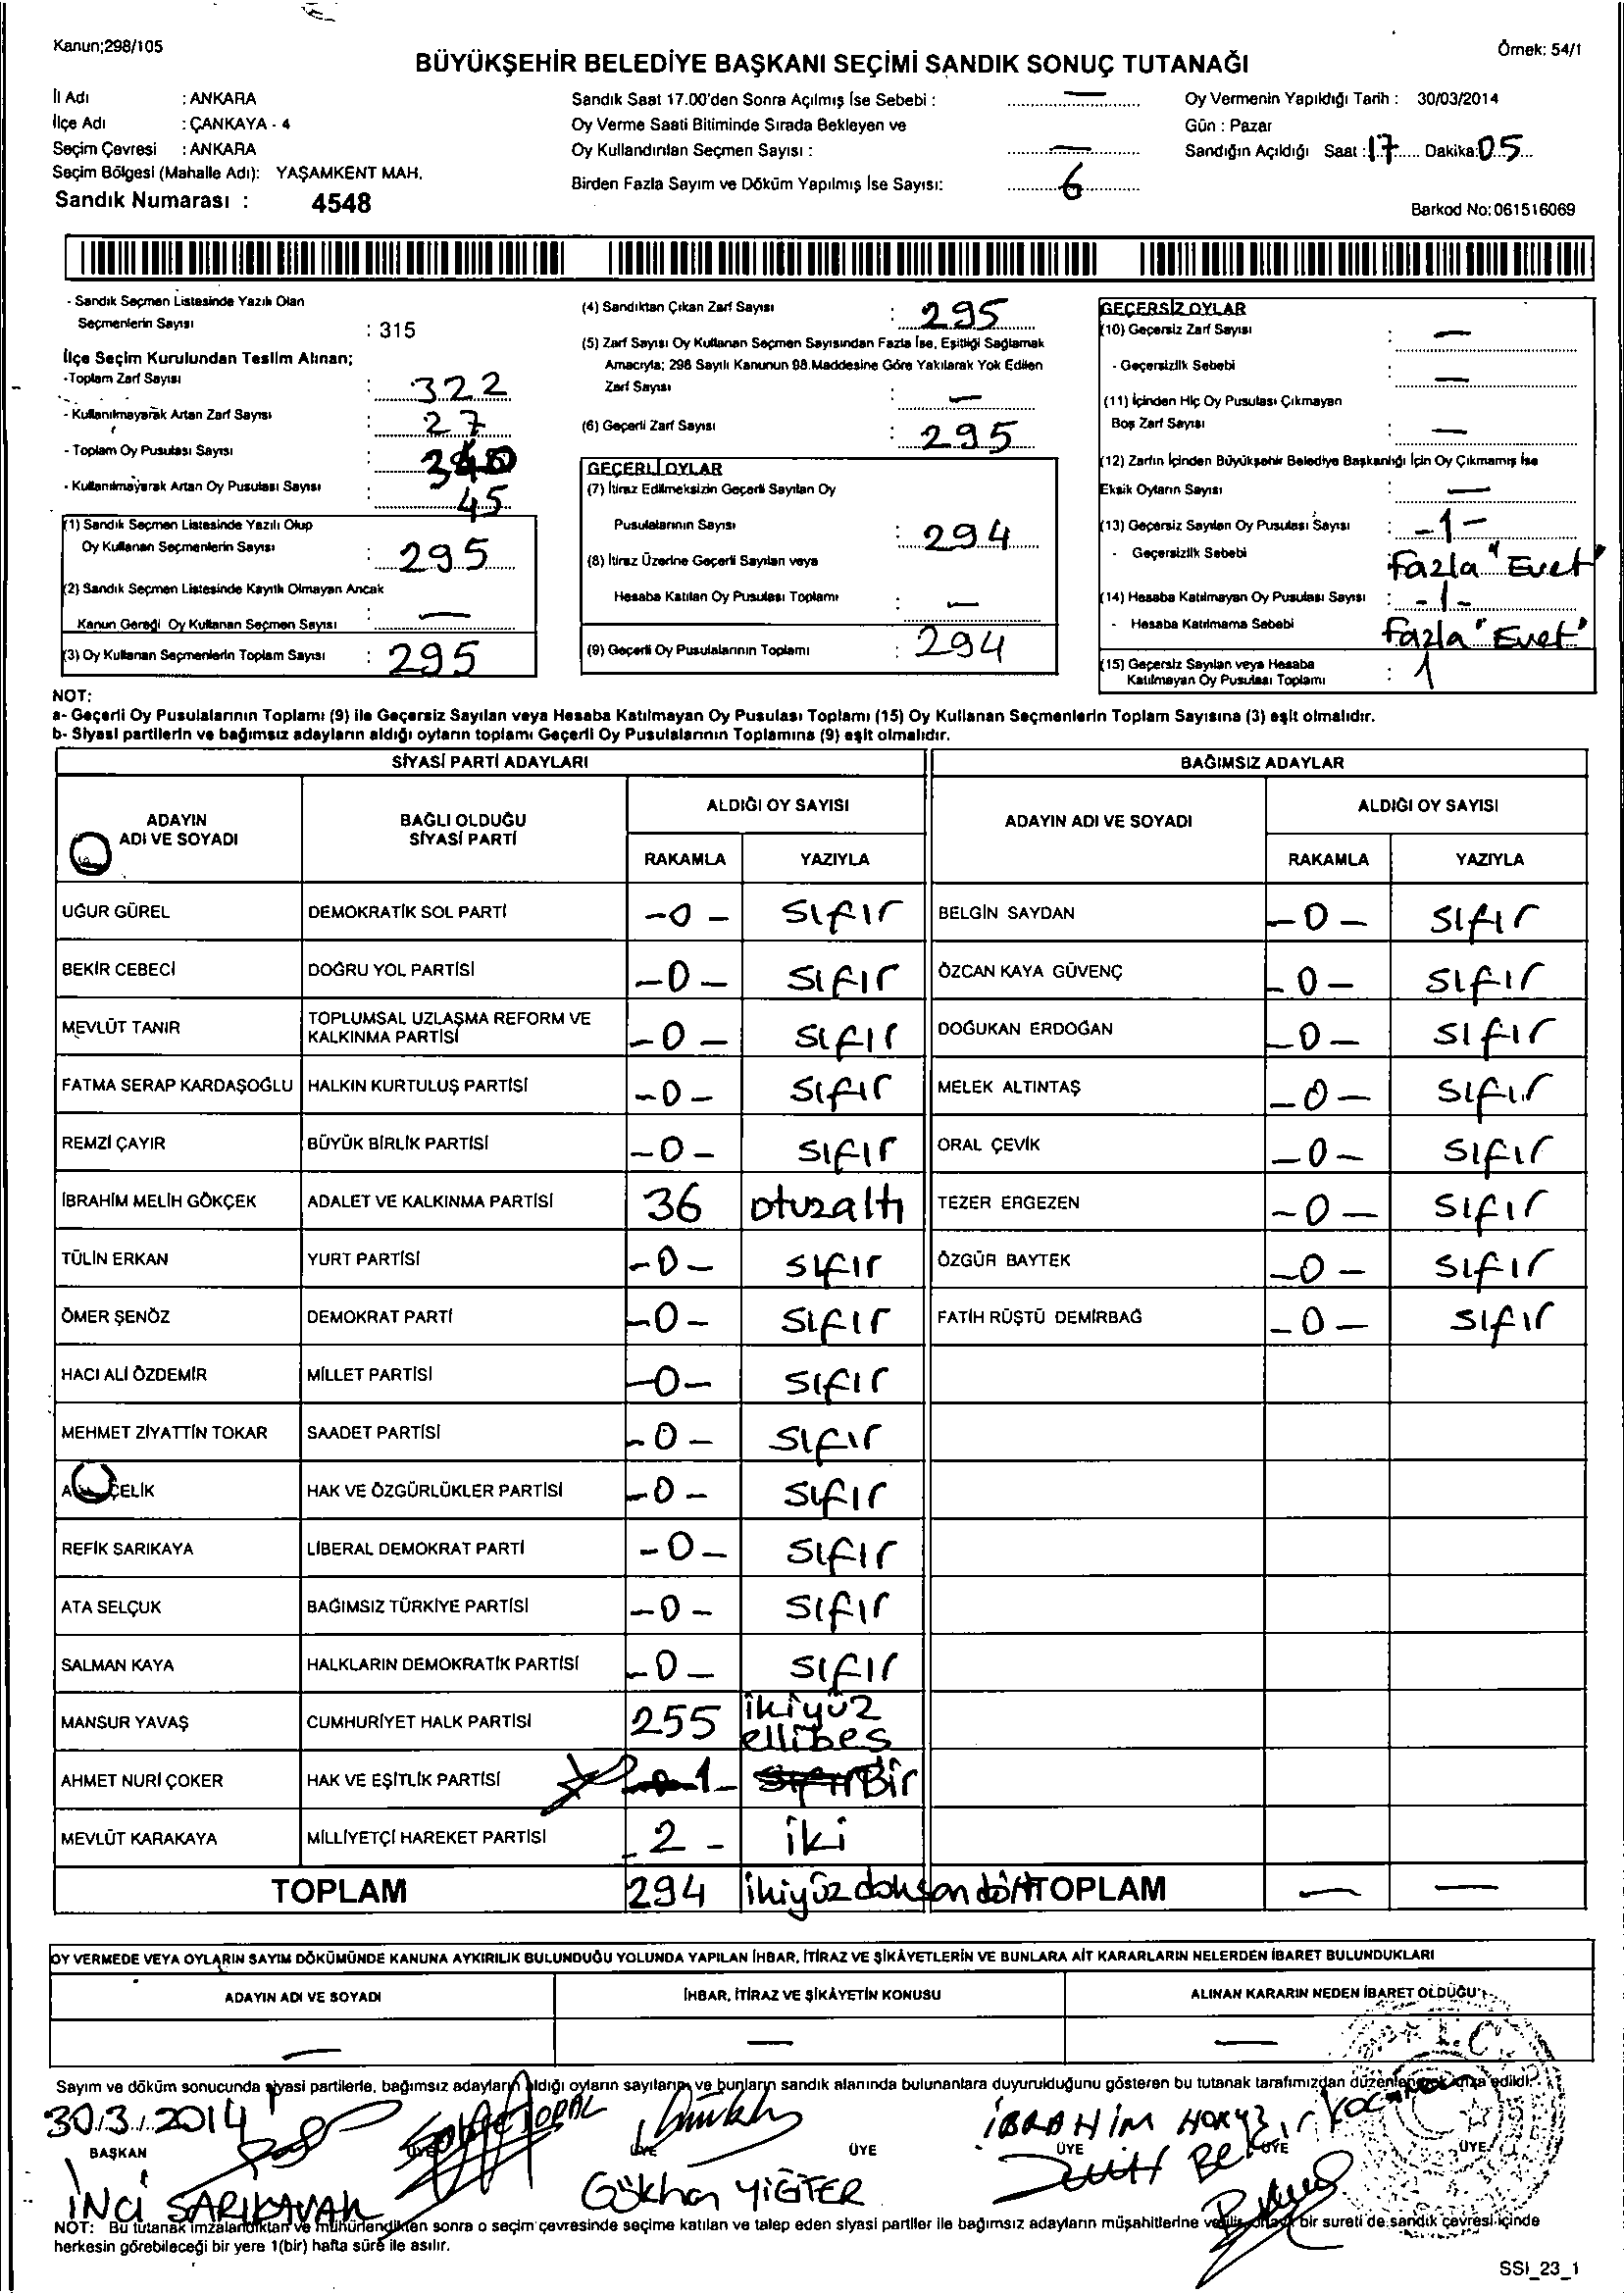 Kanun;298/105
Örnek: 54/1
BÜYÜKŞEHİR BELEDİYE BAŞKANI SEÇİMİ SANDIK SONUÇ TUTANAĞI
İl Adı : ANKARA
İlçe Adı : ÇANKAYA - 4
Seçim Çevresi : ANKARA
Seçim Bölgesi (Mahalle Adı): YAŞAMKENT MAH.
Sandık Numarası : 4548
Sandık Saat 17.00'den Sonra Açılmış İse Sebebi : —
Oy Verme Saati Bitiminde Sırada Bekleyen ve
Oy Kullandırılan Seçmen Sayısı : —
Birden Fazla Sayım ve Döküm Yapılmış İse Sayısı: 6
Oy Vermenin Yapıldığı Tarih : 30/03/2014
Gün : Pazar
Sandığın Açıldığı Saat : 17 Dakika: 05
Barkod No: 061516069
- Sandık Seçmen Listesinde Yazılı Olan
Seçmenlerin Sayısı : 315
İlçe Seçim Kurulundan Teslim Alınan;
-Toplam Zarf Sayısı : 322
- Kullanılmayarak Artan Zarf Sayısı : 27
- Toplam Oy Pusulası Sayısı : 340
- Kullanılmayarak Artan Oy Pusulası Sayısı : 45
(1) Sandık Seçmen Listesinde Yazılı Olup
Oy Kullanan Seçmenlerin Sayısı : 295
(2) Sandık Seçmen Listesinde Kayıtlı Olmayan Ancak
Kanun Gereği Oy Kullanan Seçmen Sayısı : —
(3) Oy Kullanan Seçmenlerin Toplam Sayısı : 295
(4) Sandıktan Çıkan Zarf Sayısı : 295
(5) Zarf Sayısı Oy Kullanan Seçmen Sayısından Fazla İse, Eşitliği Sağlamak
Amacıyla; 298 Sayılı Kanunun 98.Maddesine Göre Yakılarak Yok Edilen
Zarf Sayısı : —
(6) Geçerli Zarf Sayısı : 295
GEÇERLİ OYLAR
(7) İtiraz Edilmeksizin Geçerli Sayılan Oy
Pusulalarının Sayısı : 294
(8) İtiraz Üzerine Geçerli Sayılan veya
Hesaba Katılan Oy Pusulası Toplamı : —
(9) Geçerli Oy Pusulalarının Toplamı : 294
GEÇERSİZ OYLAR
(10) Geçersiz Zarf Sayısı : —
- Geçersizlik Sebebi : —
(11) İçinden Hiç Oy Pusulası Çıkmayan
Boş Zarf Sayısı : —
(12) Zarfın İçinden Büyükşehir Belediye Başkanlığı İçin Oy Çıkmamış İse
Eksik Oyların Sayısı : —
(13) Geçersiz Sayılan Oy Pusulası Sayısı : -1-
- Geçersizlik Sebebi : Fazla "Evet"
(14) Hesaba Katılmayan Oy Pusulası Sayısı : -1-
- Hesaba Katılmama Sebebi : Fazla "Evet"
(15) Geçersiz Sayılan veya Hesaba
Katılmayan Oy Pusulası Toplamı : 1
NOT:
a- Geçerli Oy Pusulalarının Toplamı (9) ile Geçersiz Sayılan veya Hesaba Katılmayan Oy Pusulası Toplamı (15) Oy Kullanan Seçmenlerin Toplam Sayısına (3) eşit olmalıdır.
b- Siyasi partilerin ve bağımsız adayların aldığı oyların toplamı Geçerli Oy Pusulalarının Toplamına (9) eşit olmalıdır.
SİYASİ PARTİ ADAYLARI BAĞIMSIZ ADAYLAR
ADAYIN ADI VE SOYADI BAĞLI OLDUĞU SİYASİ PARTİ ALDIĞI OY SAYISI ADAYIN ADI VE SOYADI ALDIĞI OY SAYISI
RAKAMLA YAZIYLA RAKAMLA YAZIYLA
UĞUR GÜREL DEMOKRATİK SOL PARTİ -0- sıfır BELGİN SAYDAN -0- sıfır
BEKİR CEBECİ DOĞRU YOL PARTİSİ -0- sıfır ÖZCAN KAYA GÜVENÇ -0- sıfır
MEVLÜT TANIR TOPLUMSAL UZLAŞMA REFORM VE KALKINMA PARTİSİ -0- sıfır DOĞUKAN ERDOĞAN -0- sıfır
FATMA SERAP KARDAŞOĞLU HALKIN KURTULUŞ PARTİSİ -0- sıfır MELEK ALTINTAŞ -0- sıfır
REMZİ ÇAYIR BÜYÜK BİRLİK PARTİSİ -0- sıfır ORAL ÇEVİK -0- sıfır
İBRAHİM MELİH GÖKÇEK ADALET VE KALKINMA PARTİSİ 36 otuzaltı TEZER ERGEZEN -0- sıfır
TÜLİN ERKAN YURT PARTİSİ -0- sıfır ÖZGÜR BAYTEK -0- sıfır
ÖMER ŞENÖZ DEMOKRAT PARTİ -0- sıfır FATİH RÜŞTÜ DEMİRBAĞ -0- sıfır
HACI ALİ ÖZDEMİR MİLLET PARTİSİ -0- sıfır
MEHMET ZİYATTİN TOKAR SAADET PARTİSİ -0- sıfır
ÇELİK HAK VE ÖZGÜRLÜKLER PARTİSİ -0- sıfır
REFİK SARIKAYA LİBERAL DEMOKRAT PARTİ -0- sıfır
ATA SELÇUK BAĞIMSIZ TÜRKİYE PARTİSİ -0- sıfır
SALMAN KAYA HALKLARIN DEMOKRATİK PARTİSİ -0- sıfır
MANSUR YAVAŞ CUMHURİYET HALK PARTİSİ 255 ikiyüz ellibeş
AHMET NURİ ÇOKER HAK VE EŞİTLİK PARTİSİ 1- Bir
MEVLÜT KARAKAYA MİLLİYETÇİ HAREKET PARTİSİ -2- iki
TOPLAM 294 ikiyüz doksan dört TOPLAM — —
OY VERMEDE VEYA OYLARIN SAYIM DÖKÜMÜNDE KANUNA AYKIRILIK BULUNDUĞU YOLUNDA YAPILAN İHBAR, İTİRAZ VE ŞİKÂYETLERİN VE BUNLARA AİT KARARLARIN NELERDEN İBARET BULUNDUKLARI
ADAYIN ADI VE SOYADI İHBAR, İTİRAZ VE ŞİKÂYETİN KONUSU ALINAN KARARIN NEDEN İBARET OLDUĞU
— — —
T.C.
Sayım ve döküm sonucunda siyasi partilerle, bağımsız adayların aldığı oyların sayılarını ve bunların sandık alanında bulunanlara duyurulduğunu gösteren bu tutanak tarafımızdan düzenlenerek imza edildi.
30/3/2014
İBRAHİM
BAŞKAN ÜYE ÜYE ÜYE ÜYE ÜYE ÜYE
İNCİ SARIKAYA Gökhan YİĞİTER
NOT: Bu tutanak imzalandıktan ve mühürlendikten sonra o seçim çevresinde seçime katılan ve talep eden siyasi partiler ile bağımsız adayların müşahitlerine verilir, onaylı bir sureti de sandık çevresi içinde
herkesin görebileceği bir yere 1(bir) hafta süre ile asılır.
SSI_23_1